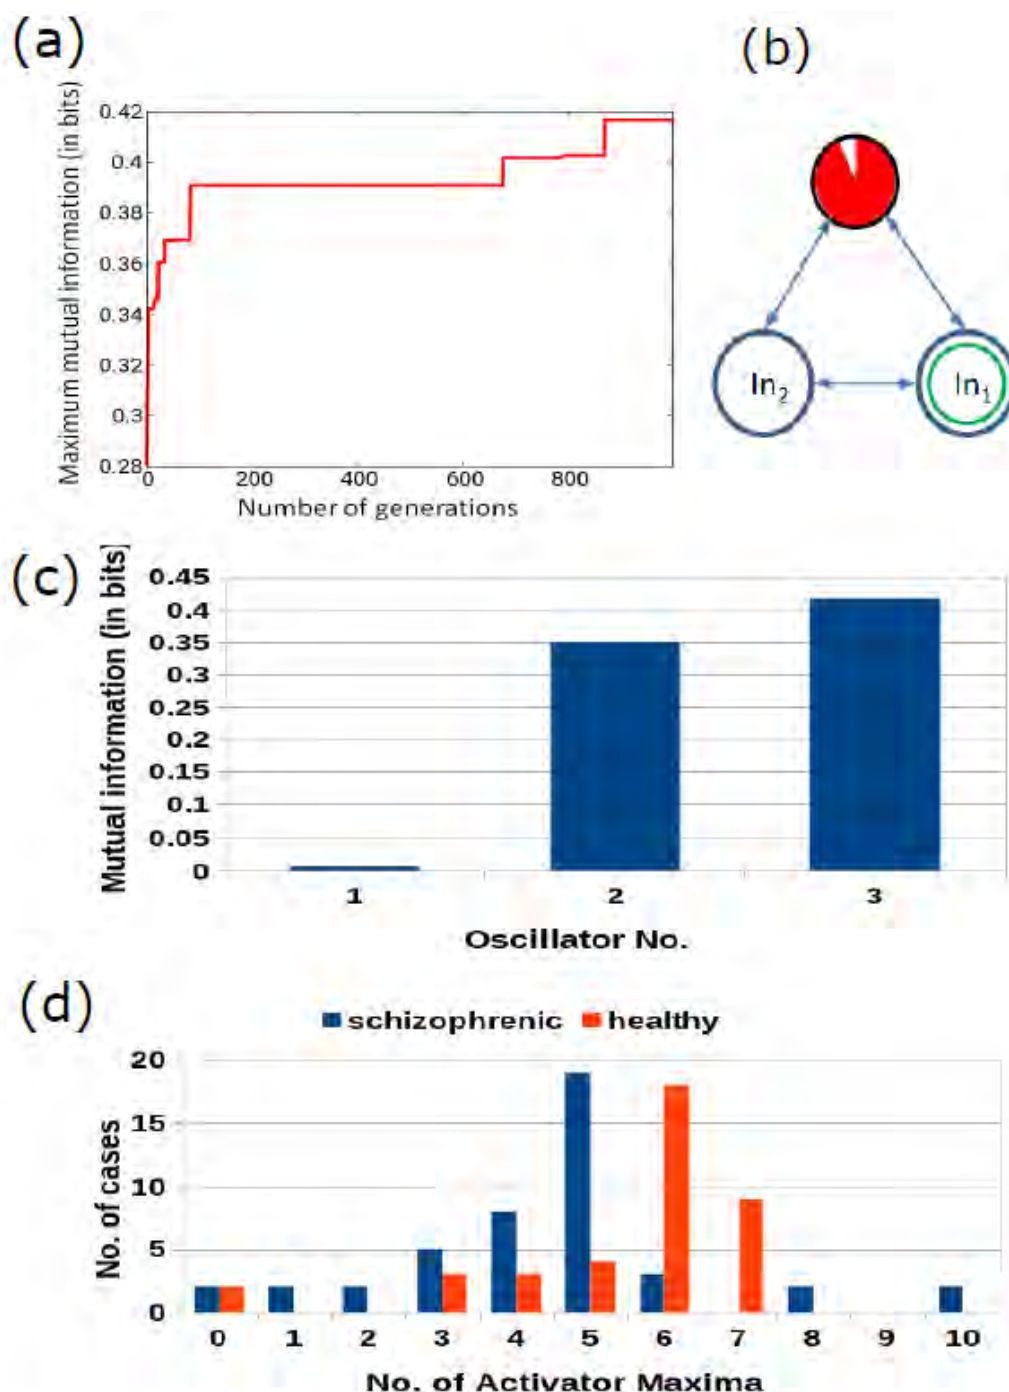 (a)
Maximum mutual information (in bits)
0.42
0.4
0.38
0.36
0.34
0.32
0.3
0.28
0 200 400 600 800
Number of generations
(b)
In2
In1
(c)
Mutual information (in bits)
0.45
0.4
0.35
0.3
0.25
0.2
0.15
0.1
0.05
0
1 2 3
Oscillator No.
(d)
schizophrenic healthy
No. of cases
20
15
10
5
0
0 1 2 3 4 5 6 7 8 9 10
No. of Activator Maxima